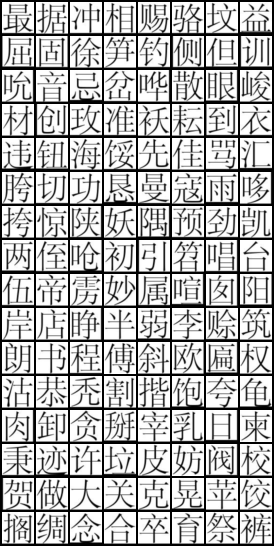 最据冲相赐骆坟益
屈固徐笋钓侧但训
吮音忌岔哗散眼峻
材创玫准袄耘到衣
违钮海馁先佳骂汇
胯切功恳曼寇雨哆
挎惊陕妖隅预劲凯
两侄呛初引笤唱台
伍帝雳妙属喧囱阳
岸店睁半弱李赊筑
朗书程傅斜欧匾权
沽恭秃割揩饱夸龟
肉卸贪掰宰乳曰柬
秉迹许垃皮妨阀校
贺做大关克晃苹饺
搁绸念合卒育祭裤